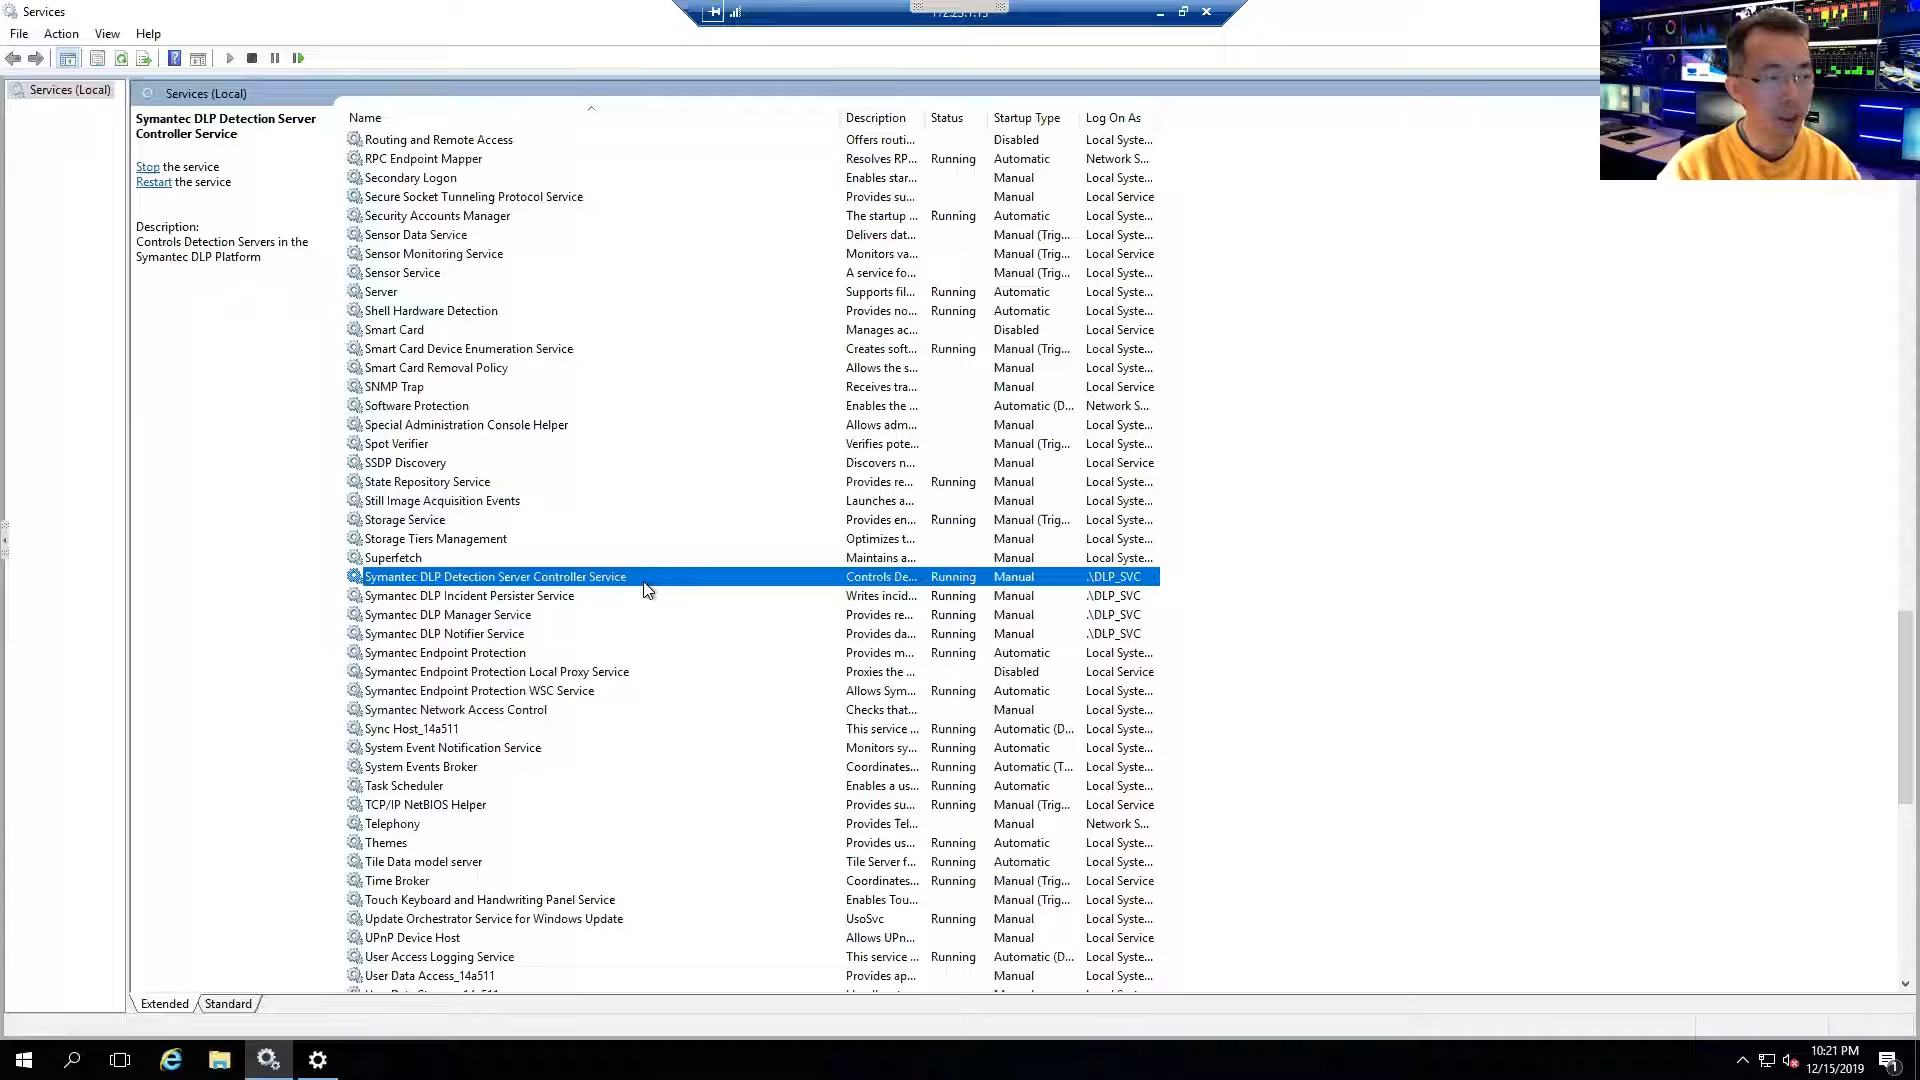 Services
File Action View Help
Services (Local)
Services (Local)
Symantec DLP Detection Server
Controller Service
Stop the service
Restart the service
Description:
Controls Detection Servers in the
Symantec DLP Platform
Name Description Status Startup Type Log On As
Routing and Remote Access Offers routi... Disabled Local Syste...
RPC Endpoint Mapper Resolves RP... Running Automatic Network S...
Secondary Logon Enables star... Manual Local Syste...
Secure Socket Tunneling Protocol Service Provides su... Manual Local Service
Security Accounts Manager The startup ... Running Automatic Local Syste...
Sensor Data Service Delivers dat... Manual (Trig... Local Syste...
Sensor Monitoring Service Monitors va... Manual (Trig... Local Service
Sensor Service A service fo... Manual (Trig... Local Syste...
Server Supports fil... Running Automatic Local Syste...
Shell Hardware Detection Provides no... Running Automatic Local Syste...
Smart Card Manages ac... Disabled Local Service
Smart Card Device Enumeration Service Creates soft... Running Manual (Trig... Local Syste...
Smart Card Removal Policy Allows the s... Manual Local Syste...
SNMP Trap Receives tra... Manual Local Service
Software Protection Enables the ... Automatic (D... Network S...
Special Administration Console Helper Allows adm... Manual Local Syste...
Spot Verifier Verifies pote... Manual (Trig... Local Syste...
SSDP Discovery Discovers n... Manual Local Service
State Repository Service Provides re... Running Manual Local Syste...
Still Image Acquisition Events Launches a... Manual Local Syste...
Storage Service Provides en... Running Manual (Trig... Local Syste...
Storage Tiers Management Optimizes t... Manual Local Syste...
Superfetch Maintains a... Manual Local Syste...
Symantec DLP Detection Server Controller Service Controls De... Running Manual .\DLP_SVC
Symantec DLP Incident Persister Service Writes incid... Running Manual .\DLP_SVC
Symantec DLP Manager Service Provides re... Running Manual .\DLP_SVC
Symantec DLP Notifier Service Provides da... Running Manual .\DLP_SVC
Symantec Endpoint Protection Provides m... Running Automatic Local Syste...
Symantec Endpoint Protection Local Proxy Service Proxies the ... Disabled Local Service
Symantec Endpoint Protection WSC Service Allows Sym... Running Automatic Local Syste...
Symantec Network Access Control Checks that... Manual Local Syste...
Sync Host_14a511 This service ... Running Automatic (D... Local Syste...
System Event Notification Service Monitors sy... Running Automatic Local Syste...
System Events Broker Coordinates... Running Automatic (T... Local Syste...
Task Scheduler Enables a us... Running Automatic Local Syste...
TCP/IP NetBIOS Helper Provides su... Running Manual (Trig... Local Service
Telephony Provides Tel... Manual Network S...
Themes Provides us... Running Automatic Local Syste...
Tile Data model server Tile Server f... Running Automatic Local Syste...
Time Broker Coordinates... Running Manual (Trig... Local Service
Touch Keyboard and Handwriting Panel Service Enables Tou... Manual (Trig... Local Syste...
Update Orchestrator Service for Windows Update UsoSvc Running Manual Local Syste...
UPnP Device Host Allows UPn... Manual Local Service
User Access Logging Service This service ... Running Automatic (D... Local Syste...
User Data Access_14a511 Provides ap... Manual Local Syste...
Extended Standard
10:21 PM
12/15/2019
1